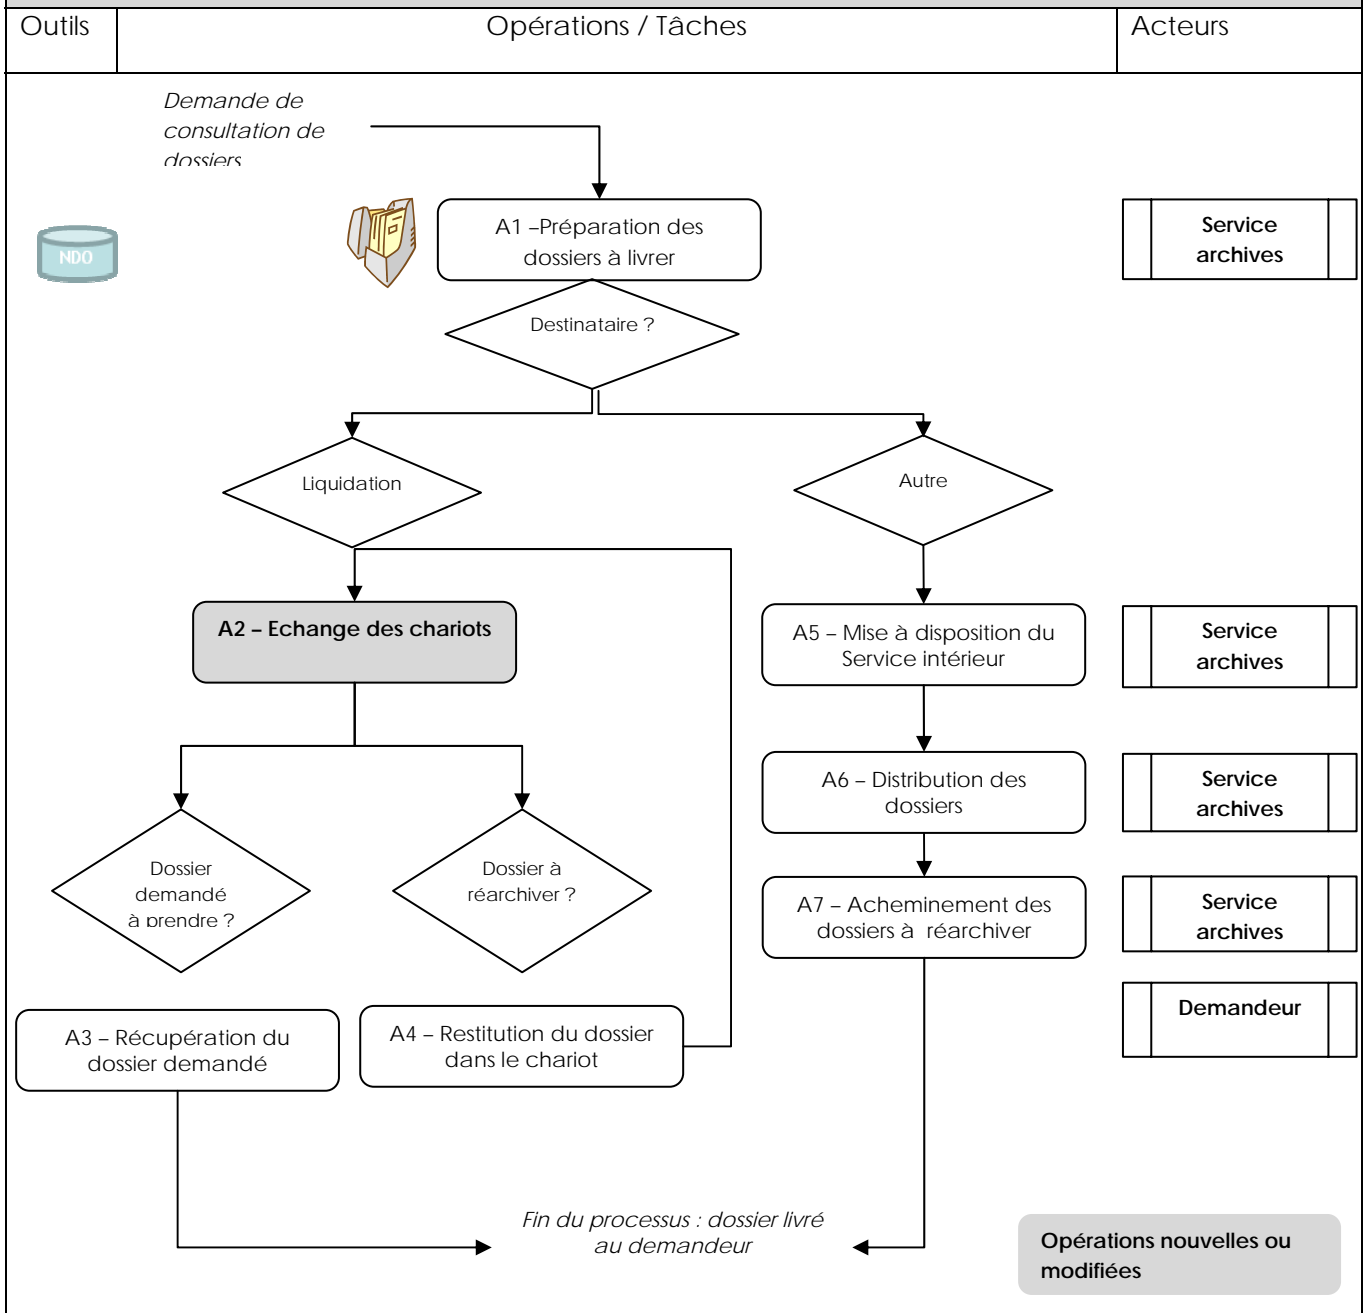 Outils
Opérations / Tâches
Acteurs
Demande de
consultation de
dossiers
NDO
A1 –Préparation des
dossiers à livrer
Service
archives
Destinataire ?
Liquidation
Autre
A2 – Echange des chariots
A5 – Mise à disposition du
Service intérieur
Service
archives
A6 – Distribution des
dossiers
Service
archives
Dossier
demandé
à prendre ?
Dossier à
réarchiver ?
A7 – Acheminement des
dossiers à  réarchiver
Service
archives
A3 – Récupération du
dossier demandé
A4 – Restitution du dossier
dans le chariot
Demandeur
Fin du processus : dossier livré
au demandeur
Opérations nouvelles ou
modifiées